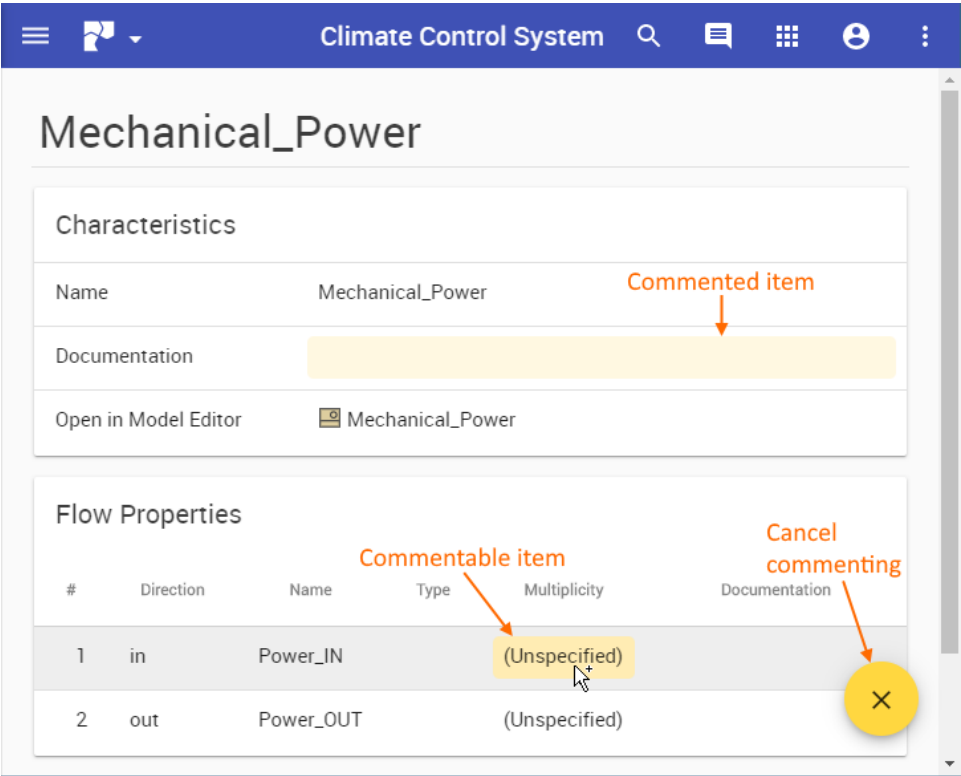 Climate Control System
Mechanical_Power
Characteristics
Name Mechanical_Power
Commented item
Documentation
Open in Model Editor Mechanical_Power
Flow Properties
Cancel
commenting
Commentable item
# Direction Name Type Multiplicity Documentation
1 in Power_IN (Unspecified)
2 out Power_OUT (Unspecified)